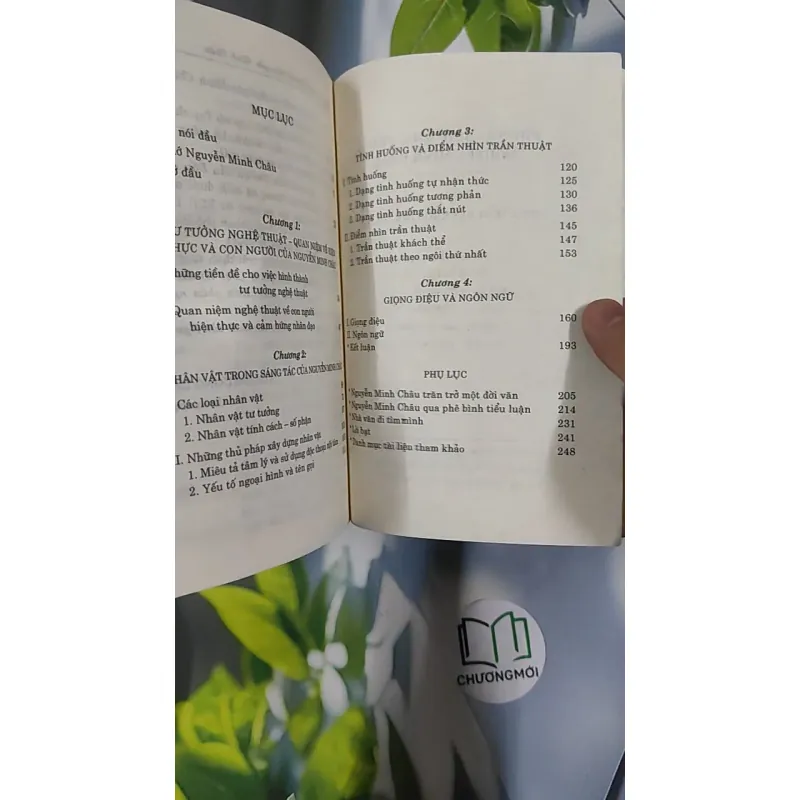 MỤC LỤC
nói đầu
Nguyễn Minh Châu
đầu
Chương 1:
TƯỞNG NGHỆ THUẬT – QUAN NIỆM VỀ HIỆN
THỰC VÀ CON NGƯỜI CỦA NGUYỄN MINH CHÂU
Những tiền đề cho việc hình thành
tư tưởng nghệ thuật
Quan niệm nghệ thuật về con người
hiện thực và cảm hứng nhân đạo
Chương 2:
NHÂN VẬT TRONG SÁNG TÁC CỦA NGUYỄN MINH CHÂU
Các loại nhân vật
1. Nhân vật tư tưởng
2. Nhân vật tính cách – số phận
I. Những thủ pháp xây dựng nhân vật
1. Miêu tả tâm lý và sử dụng độc thoại nội tâm
2. Yếu tố ngoại hình và tên gọi
Chương 3:
TÌNH HUỐNG VÀ ĐIỂM NHÌN TRẦN THUẬT
I. Tình huống 120
1. Dạng tình huống tự nhận thức 125
2. Dạng tình huống tương phản 130
3. Dạng tình huống thắt nút 136
II. Điểm nhìn trần thuật 145
1. Trần thuật khách thể 147
2. Trần thuật theo ngôi thứ nhất 153
Chương 4:
GIỌNG ĐIỆU VÀ NGÔN NGỮ
I. Giọng điệu 160
II. Ngôn ngữ
*Kết luận 193
PHỤ LỤC
*Nguyễn Minh Châu trăn trở một đời văn 205
*Nguyễn Minh Châu qua phê bình tiểu luận 214
*Nhà văn đi tìm mình 231
*Lã bạt 241
*Danh mục tài liệu tham khảo 248
CHƯƠNGMỚI